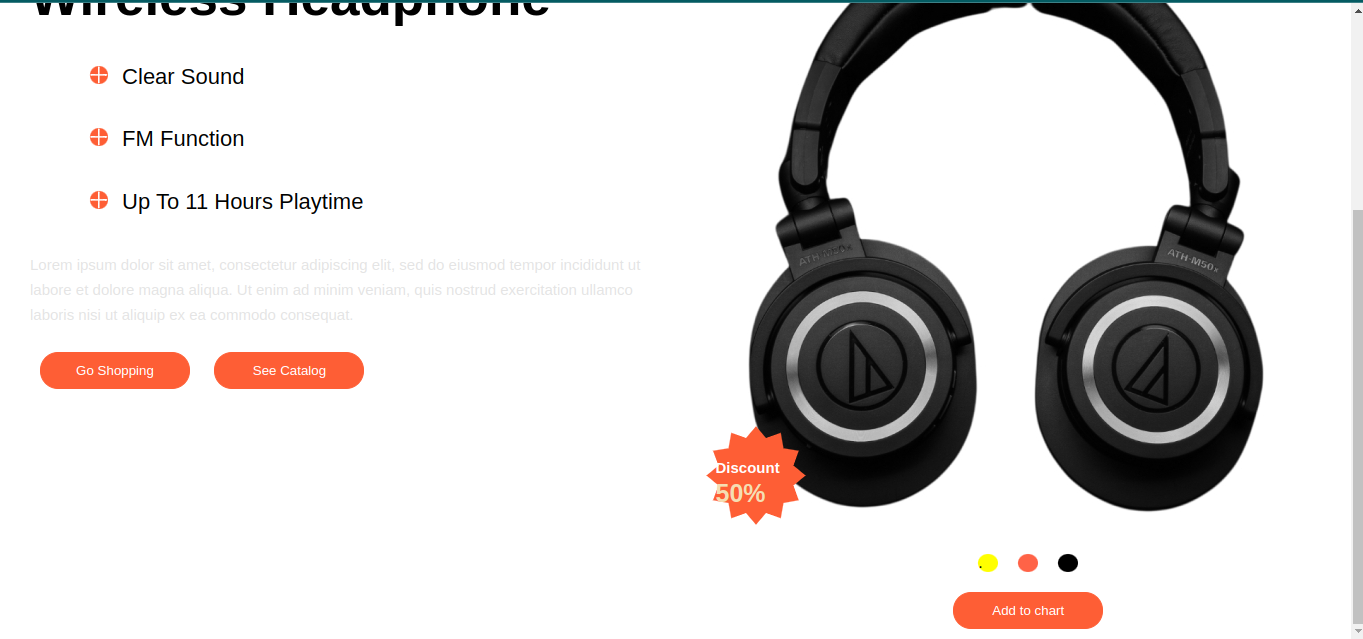 Wireless Headphone
Clear Sound
FM Function
Up To 11 Hours Playtime
Lorem ipsum dolor sit amet, consectetur adipiscing elit, sed do eiusmod tempor incididunt ut
labore et dolore magna aliqua. Ut enim ad minim veniam, quis nostrud exercitation ullamco
laboris nisi ut aliquip ex ea commodo consequat.
Go Shopping
See Catalog
ATH-M50x
ATH-M50x
Discount
50%
.
Add to chart